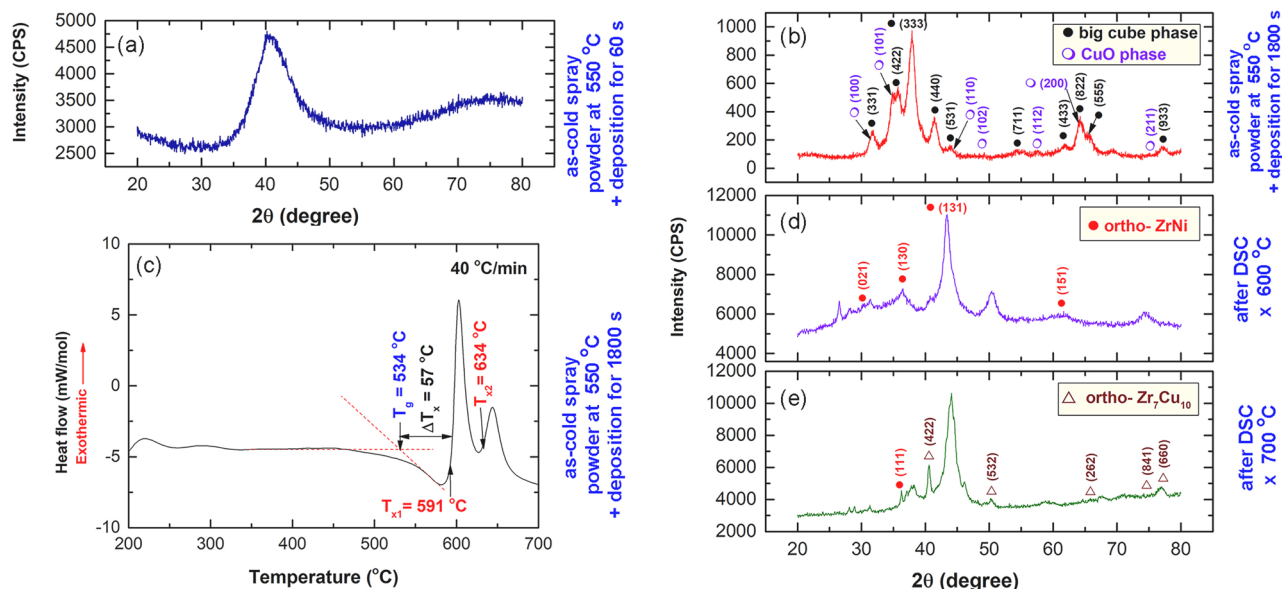 (a)
Intensity (CPS)
5000
4500
4000
3500
3000
2500
20 30 40 50 60 70 80
2θ (degree)
as-cold spray
powder at 550 °C
+ deposition for 60 s
(b)
big cube phase
CuO phase
1000
800
600
400
200
0
(100)
(331)
(101)
(422)
(333)
(440)
(531)
(110)
(102)
(711)
(112)
(433)
(200)
(822)
(555)
(211)
(933)
20 30 40 50 60 70 80
as-cold spray
powder at 550 °C
+ deposition for 1800 s
(c)
40 °C/min
Heat flow (mW/mol)
Exothermic
10
5
0
-5
-10
Tg = 534 °C
ΔTx = 57 °C
Tx2 = 634 °C
Tx1= 591 °C
200 300 400 500 600 700
Temperature (°C)
as-cold spray
powder at 550 °C
+ deposition for 1800 s
(d)
ortho- ZrNi
Intensity (CPS)
12000
10000
8000
6000
4000
(021)
(130)
(131)
(151)
after DSC
x 600 °C
(e)
ortho- Zr7Cu10
12000
10000
8000
6000
4000
2000
(111)
(422)
(532)
(262)
(841)
(660)
20 30 40 50 60 70 80
2θ (degree)
after DSC
x 700 °C